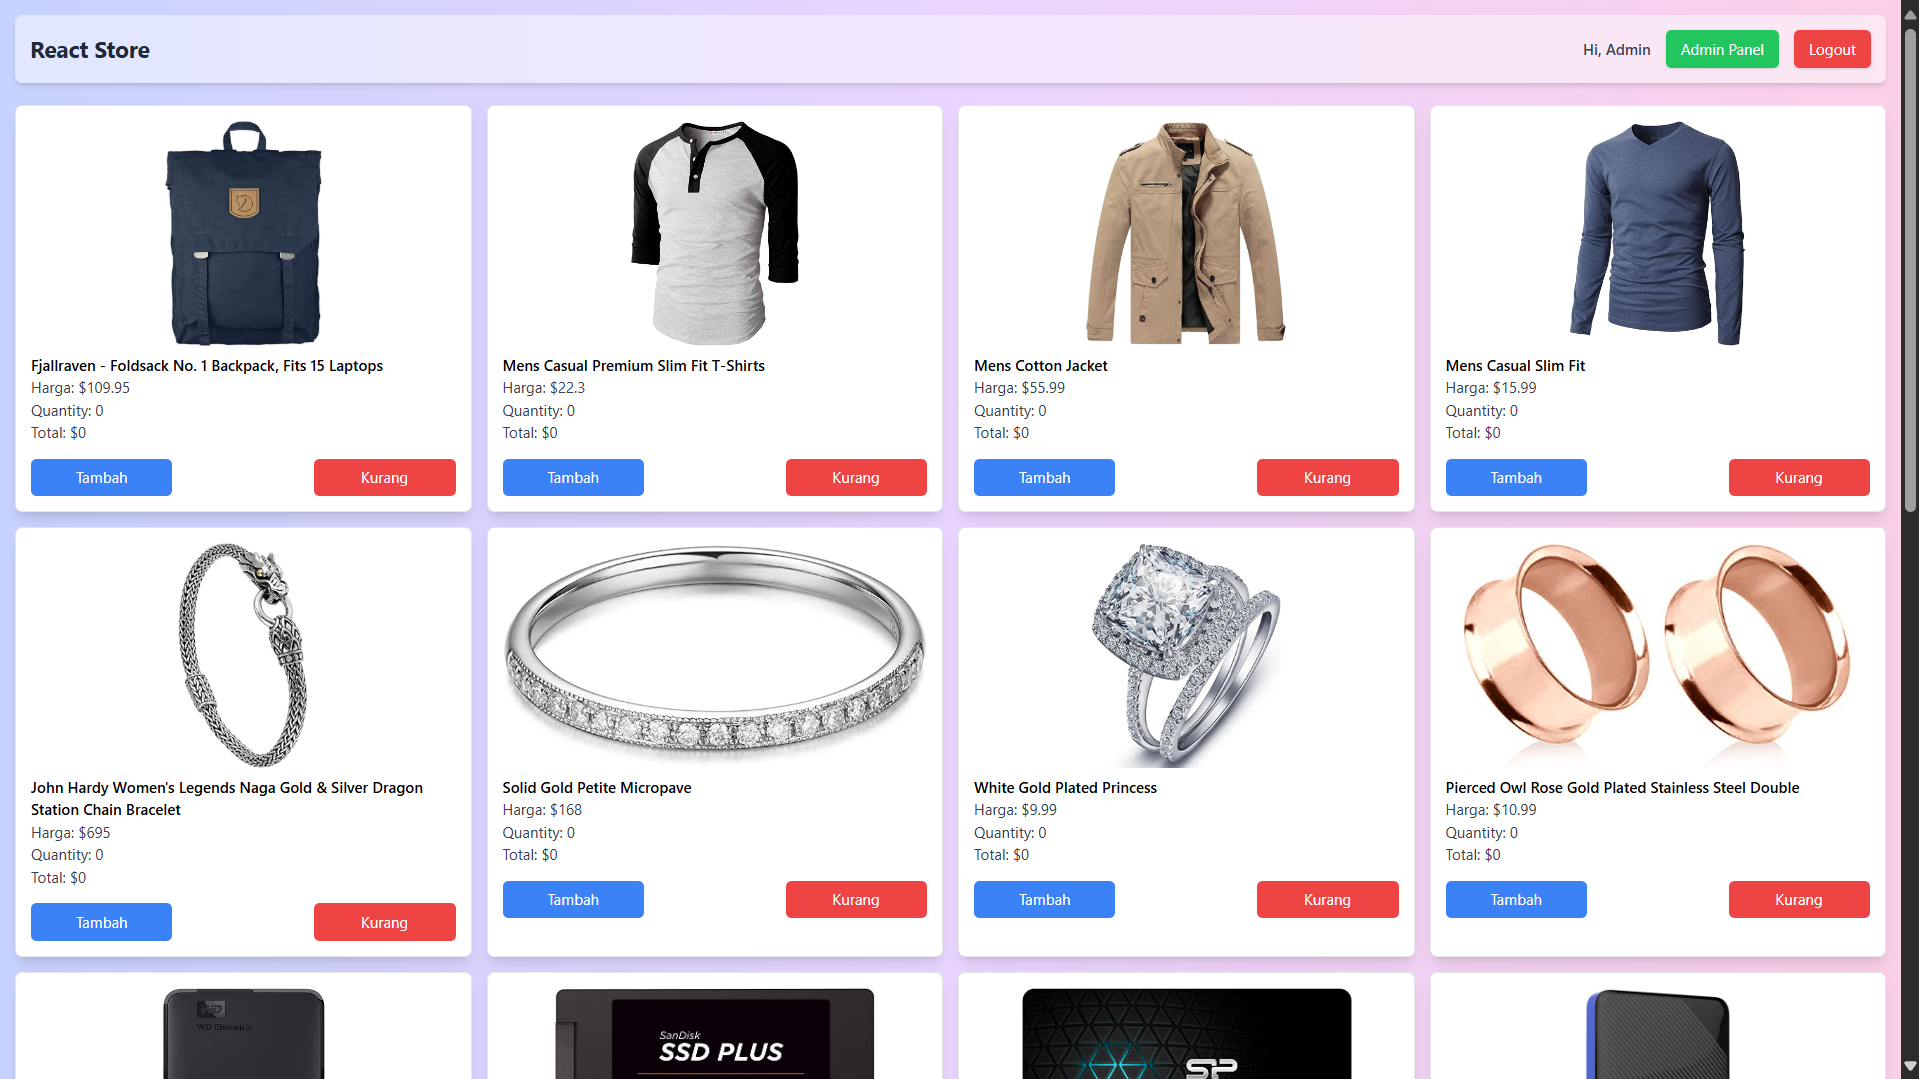 React Store
Hi, Admin
Admin Panel
Logout
Fjallraven - Foldsack No. 1 Backpack, Fits 15 Laptops
Harga: $109.95
Quantity: 0
Total: $0
Tambah
Kurang
Mens Casual Premium Slim Fit T-Shirts
Harga: $22.3
Quantity: 0
Total: $0
Tambah
Kurang
Mens Cotton Jacket
Harga: $55.99
Quantity: 0
Total: $0
Tambah
Kurang
Mens Casual Slim Fit
Harga: $15.99
Quantity: 0
Total: $0
Tambah
Kurang
John Hardy Women's Legends Naga Gold & Silver Dragon
Station Chain Bracelet
Harga: $695
Quantity: 0
Total: $0
Tambah
Kurang
Solid Gold Petite Micropave
Harga: $168
Quantity: 0
Total: $0
Tambah
Kurang
White Gold Plated Princess
Harga: $9.99
Quantity: 0
Total: $0
Tambah
Kurang
Pierced Owl Rose Gold Plated Stainless Steel Double
Harga: $10.99
Quantity: 0
Total: $0
Tambah
Kurang
WD
WD Elements
SanDisk
SSD PLUS
SP